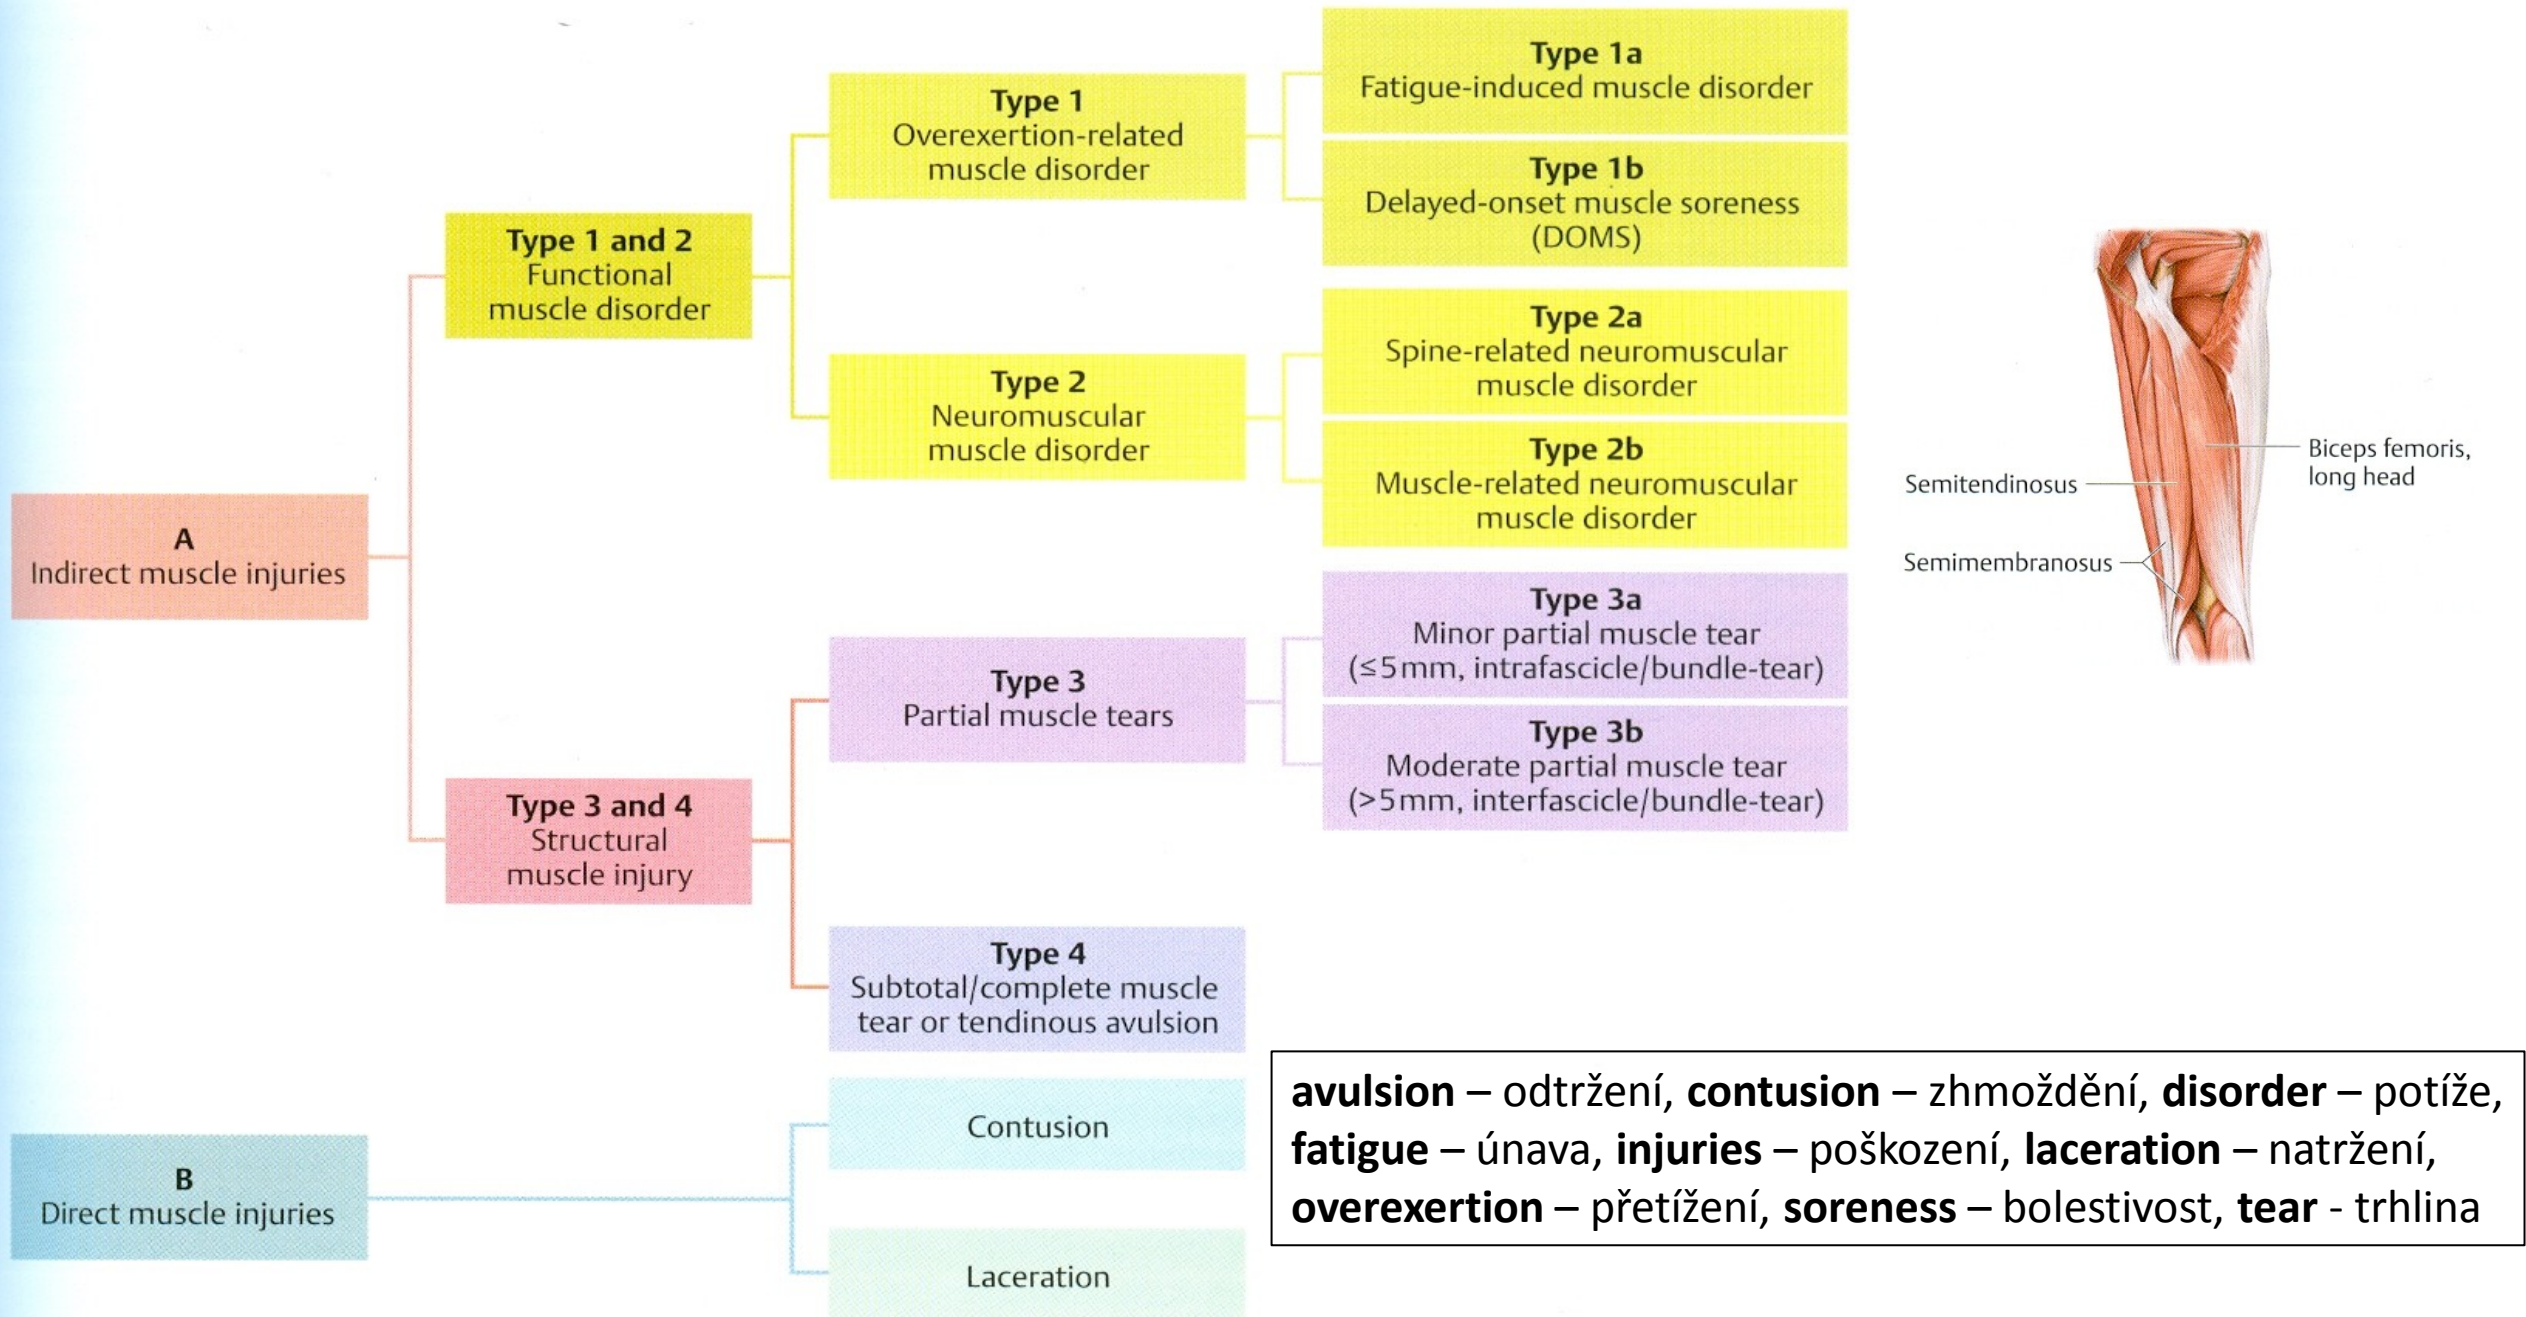 A
Indirect muscle injuries
Type 1 and 2
Functional
muscle disorder
Type 1
Overexertion-related
muscle disorder
Type 1a
Fatigue-induced muscle disorder
Type 1b
Delayed-onset muscle soreness
(DOMS)
Type 2
Neuromuscular
muscle disorder
Type 2a
Spine-related neuromuscular
muscle disorder
Type 2b
Muscle-related neuromuscular
muscle disorder
Type 3 and 4
Structural
muscle injury
Type 3
Partial muscle tears
Type 3a
Minor partial muscle tear
(≤5mm, intrafascicle/bundle-tear)
Type 3b
Moderate partial muscle tear
(>5mm, interfascicle/bundle-tear)
Type 4
Subtotal/complete muscle
tear or tendinous avulsion
B
Direct muscle injuries
Contusion
Laceration
Biceps femoris,
long head
Semitendinosus
Semimembranosus
avulsion – odtržení, contusion – zhmoždění, disorder – potíže,
fatigue – únava, injuries – poškození, laceration – natržení,
overexertion – přetížení, soreness – bolestivost, tear - trhlina